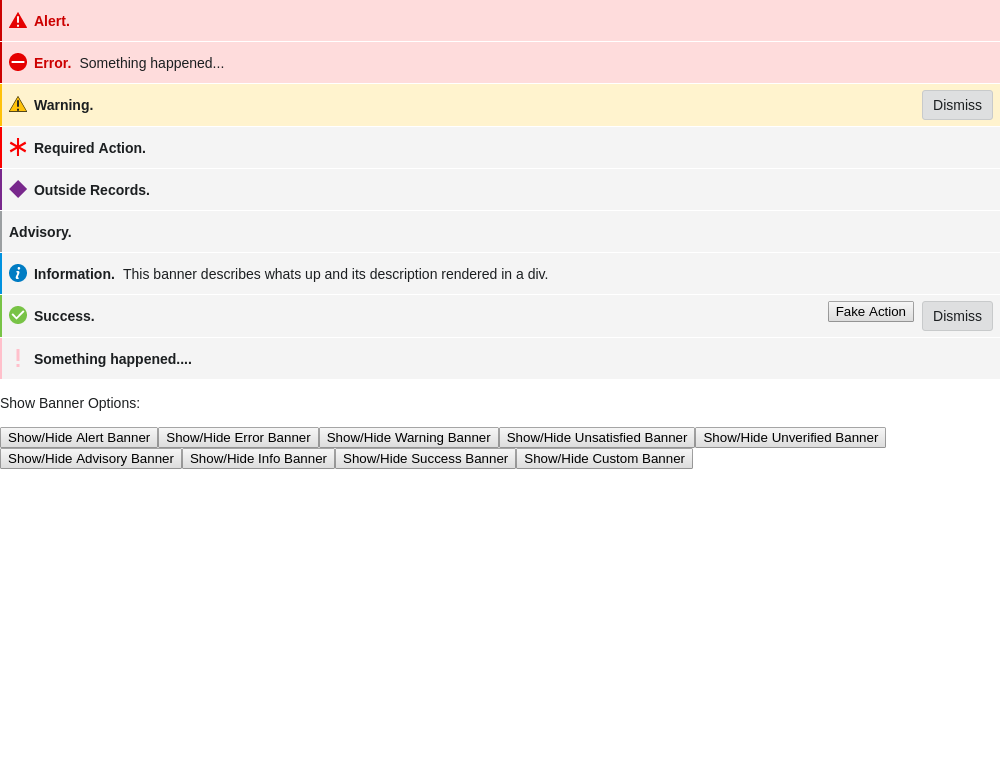 Alert.
Error. Something happened...
Warning. Dismiss
Required Action.
Outside Records.
Advisory.
Information. This banner describes whats up and its description rendered in a div.
Success. Fake Action Dismiss
Something happened....
Show Banner Options:
Show/Hide Alert Banner Show/Hide Error Banner Show/Hide Warning Banner Show/Hide Unsatisfied Banner Show/Hide Unverified Banner
Show/Hide Advisory Banner Show/Hide Info Banner Show/Hide Success Banner Show/Hide Custom Banner